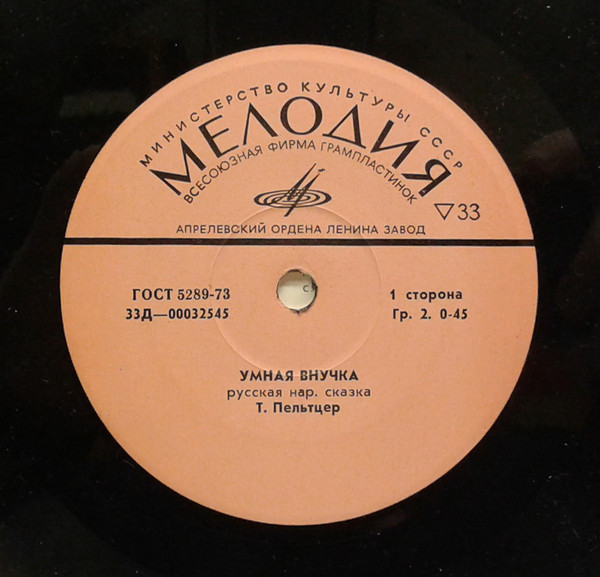 МИНИСТЕРСТВО КУЛЬТУРЫ СССР
МЕЛОДИЯ
ВСЕСОЮЗНАЯ ФИРМА ГРАМПЛАСТИНОК
▽33
АПРЕЛЕВСКИЙ ОРДЕНА ЛЕНИНА ЗАВОД
ГОСТ 5289-73
33Д—00032545
1 сторона
Гр. 2. 0-45
УМНАЯ ВНУЧКА
русская нар. сказка
Т. Пельтцер